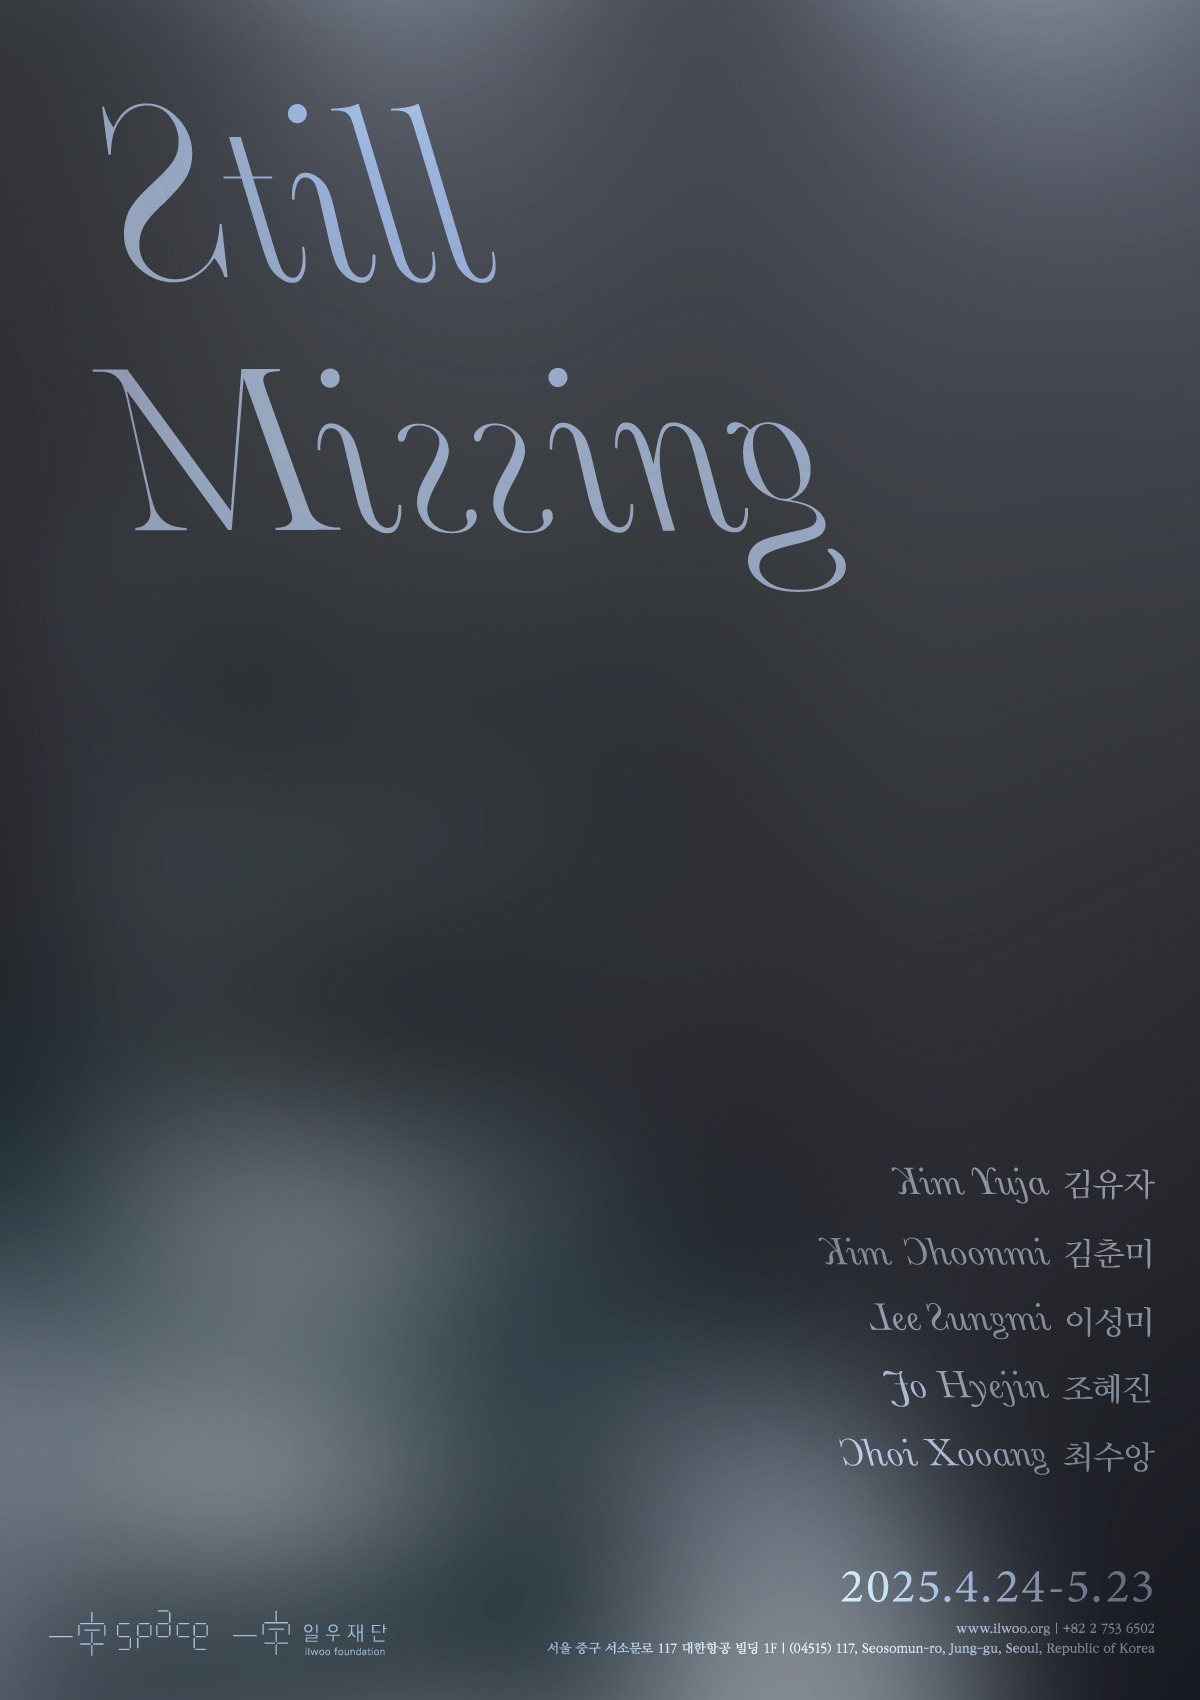 Still
Missing
Kim Yuja 김유자
Kim Choonmi 김춘미
Lee Sungmi 이성미
Jo Hyejin 조혜진
Choi Xooang 최수앙
2025.4.24-5.23
www.ilwoo.org | +82 2 753 6502
서울 중구 서소문로 117 대한항공 빌딩 1F | (04515) 117, Seosomun-ro, Jung-gu, Seoul, Republic of Korea
一宇 space 一宇 일우재단
ilwoo foundation